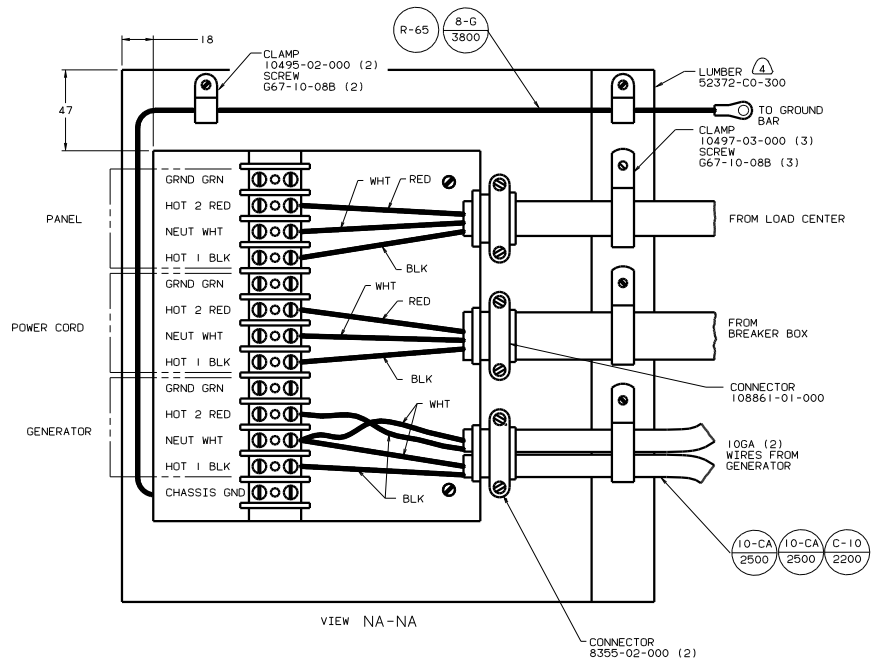 R-65
8-G
3800
18
CLAMP
10495-02-000 (2)
SCREW
G67-10-08B (2)
47
LUMBER 4
52372-C0-300
TO GROUND
BAR
CLAMP
10497-03-000 (3)
SCREW
G67-10-08B (3)
PANEL
GRND GRN
HOT 2 RED
NEUT WHT
HOT 1 BLK
WHT
RED
BLK
FROM LOAD CENTER
POWER CORD
GRND GRN
HOT 2 RED
NEUT WHT
HOT 1 BLK
WHT
RED
BLK
FROM
BREAKER BOX
CONNECTOR
108861-01-000
GENERATOR
GRND GRN
HOT 2 RED
NEUT WHT
HOT 1 BLK
CHASSIS GND
WHT
BLK
10GA (2)
WIRES FROM
GENERATOR
10-CA
2500
10-CA
2500
C-10
2200
VIEW NA-NA
CONNECTOR
8355-02-000 (2)